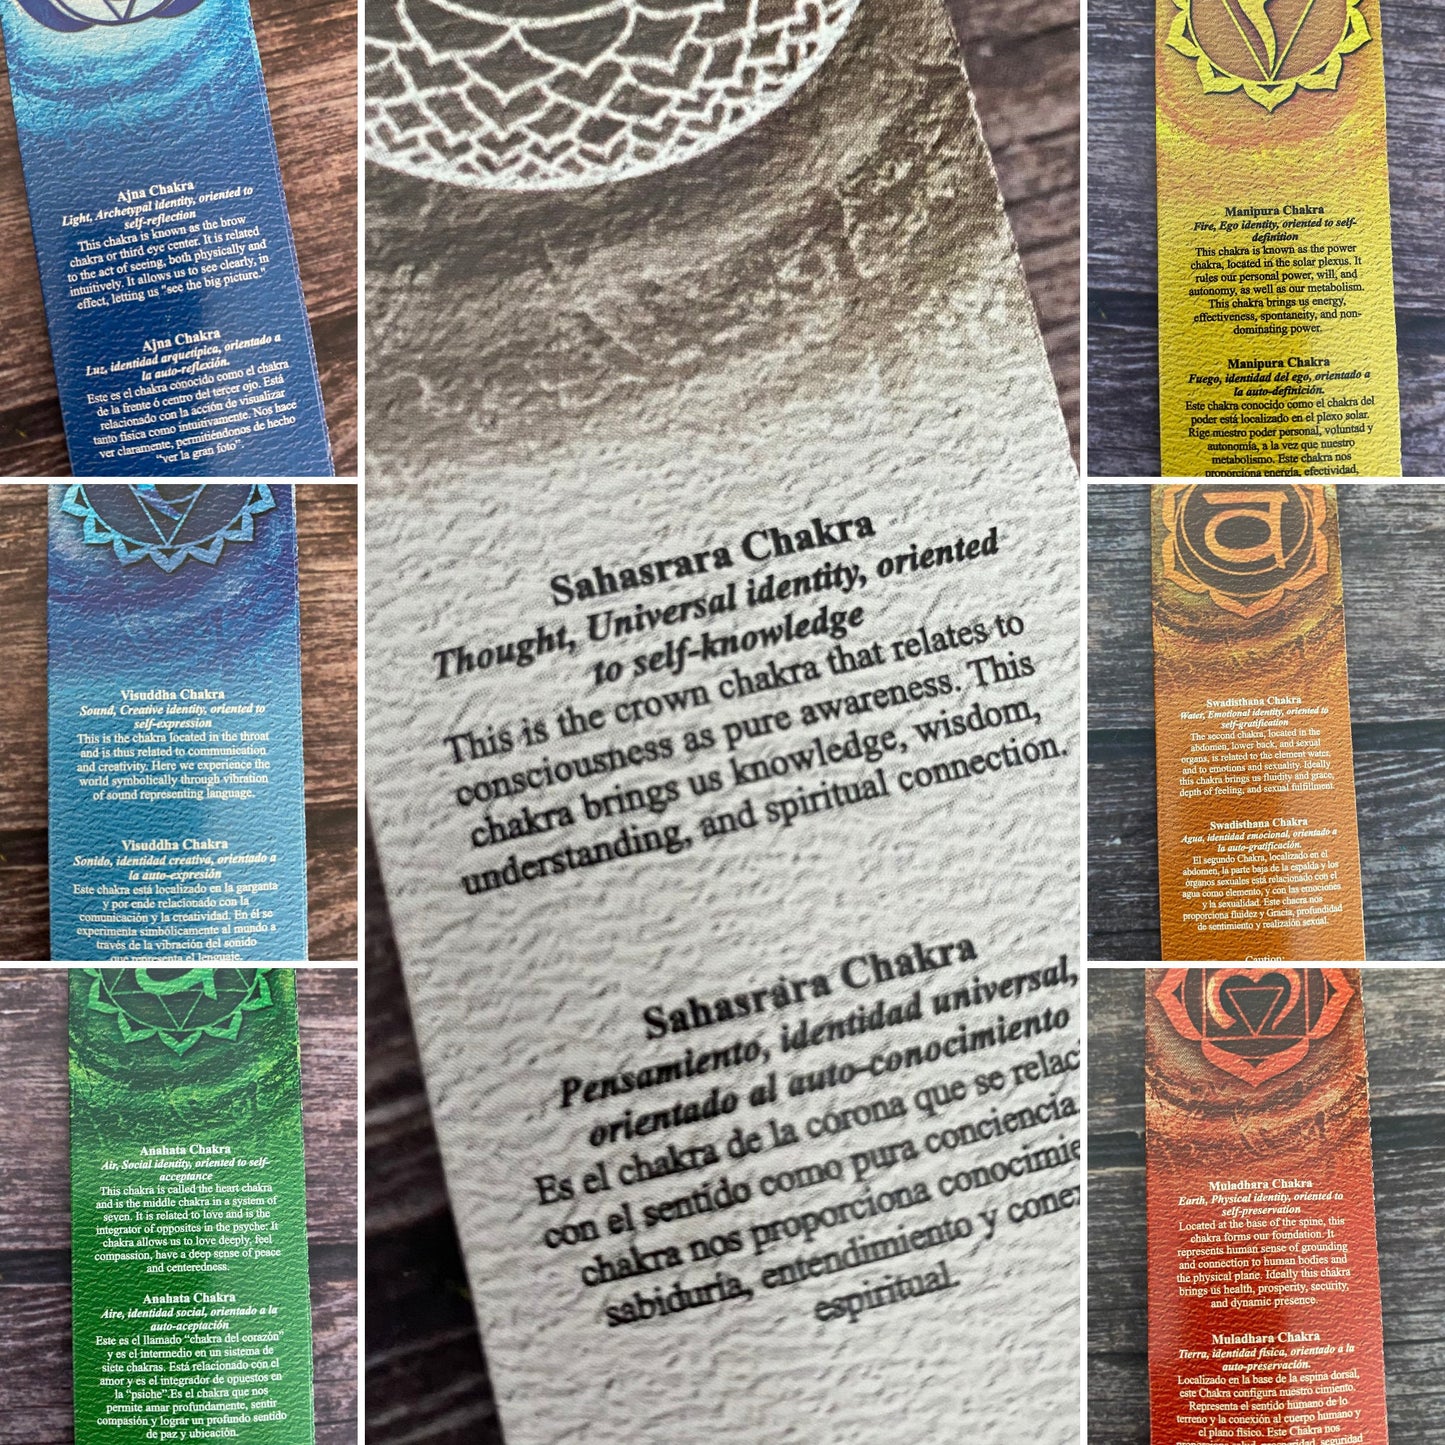 Ajna Chakra
Light, Archetypal identity, oriented to
self-reflection
This chakra is known as the brow
chakra or third eye center. It is related
to the act of seeing, both physically and
intuitively. It allows us to see clearly, in
effect, letting us "see the big picture."
Ajna Chakra
Luz, identidad arquetípica, orientado a
la auto-reflexión.
Este es el chakra conocido como el chakra
de la frente ó centro del tercer ojo. Está
relacionado con la acción de visualizar
tanto física como intuitivamente. Nos hace
ver claramente, permitiéndonos de hecho
“ver la gran foto”
Visuddha Chakra
Sound, Creative identity, oriented to
self-expression
This is the chakra located in the throat
and is thus related to communication
and creativity. Here we experience the
world symbolically through vibration
of sound representing language.
Visuddha Chakra
Sonido, identidad creativa, orientado a
la auto-expresión
Este chakra está localizado en la garganta
y por ende relacionado con la
comunicación y la creatividad. En él se
experimenta simbólicamente al mundo a
través de la vibración del sonido
que representa el lenguaje.
Anahata Chakra
Air, Social identity, oriented to self-
acceptance
This chakra is called the heart chakra
and is the middle chakra in a system of
seven. It is related to love and is the
integrator of opposites in the psyche: It
chakra allows us to love deeply, feel
compassion, have a deep sense of peace
and centeredness.
Anahata Chakra
Aire, identidad social, orientado a la
auto-aceptación
Este es el llamado “chakra del corazón”
y es el intermedio en un sistema de
siete chakras. Está relacionado con el
amor y es el integrador de opuestos en
la “psiche”.Es el chakra que nos
permite amar profundamente, sentir
compasión y lograr un profundo sentido
de paz y ubicación.
Sahasrara Chakra
Thought, Universal identity, oriented
to self-knowledge
This is the crown chakra that relates to
consciousness as pure awareness. This
chakra brings us knowledge, wisdom,
understanding, and spiritual connection.
Sahasrara Chakra
Pensamiento, identidad universal,
orientado al auto-conocimiento
Es el chakra de la corona que se relac
con el sentido como pura conciencia
chakra nos proporciona conocimie
sabiduría, entendimiento y cone
espiritual.
Manipura Chakra
Fire, Ego identity, oriented to self-
definition
This chakra is known as the power
chakra, located in the solar plexus. It
rules our personal power, will, and
autonomy, as well as our metabolism.
This chakra brings us energy,
effectiveness, spontaneity, and non-
dominating power.
Manipura Chakra
Fuego, identidad del ego, orientado a
la auto-definición.
Este chakra conocido como el chakra del
poder está localizado en el plexo solar.
Rige nuestro poder personal, voluntad y
autonomía, a la vez que nuestro
metabolismo. Este chakra nos
proporciona energía, efectividad,
व
Swadisthana Chakra
Water, Emotional identity, oriented to
self-gratification
The second chakra, located in the
abdomen, lower back, and sexual
organs, is related to the element water,
and to emotions and sexuality. Ideally
this chakra brings us fluidity and grace,
depth of feeling, and sexual fulfillment.
Swadisthana Chakra
Agua, identidad emocional, orientado a
la auto-gratificación.
El segundo Chakra, localizado en el
abdomen, la parte baja de la espalda y los
órganos sexuales está relacionado con el
agua como elemento, y con las emociones
y la sexualidad. Este chacra nos
proporciona fluidez y Gracia, profundidad
de sentimiento y realizaión sexual.
Caution:
Muladhara Chakra
Earth, Physical identity, oriented to
self-preservation
Located at the base of the spine, this
chakra forms our foundation. It
represents human sense of grounding
and connection to human bodies and
the physical plane. Ideally this chakra
brings us health, prosperity, security,
and dynamic presence.
Muladhara Chakra
Tierra, identidad física, orientado a la
auto-preservación.
Localizado en la base de la espina dorsal,
este Chakra configura nuestro cimiento.
Representa el sentido humano de lo
terreno y la conexión al cuerpo humano y
el plano físico. Este Chakra nos